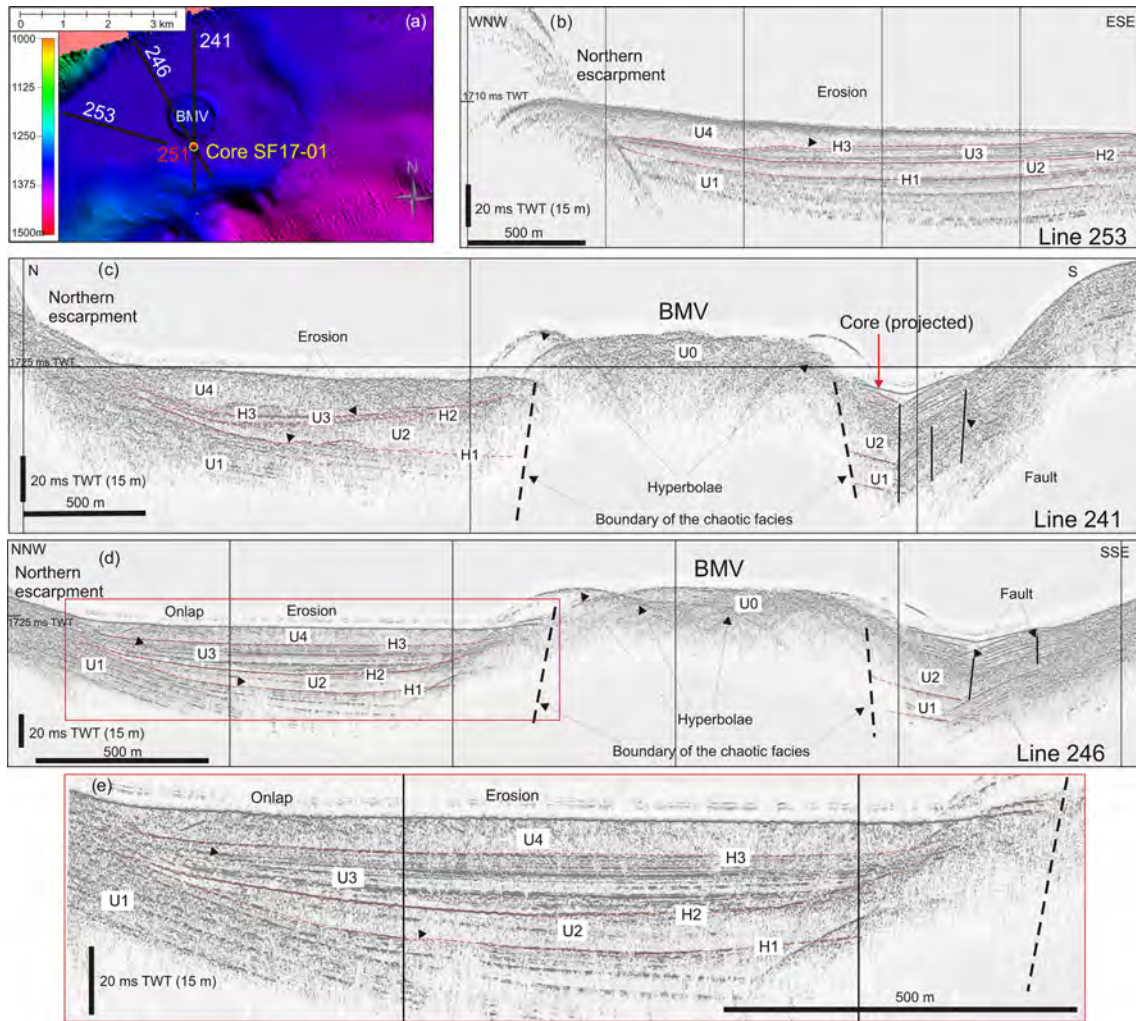 (a)
0 1 2 3 km
1000
1125
1250
1375
1500m
241
246
253
BMV
251
Core SF17-01
N
(b)
WNW
ESE
Northern
escarpment
1710 ms TWT
Erosion
U4
H3
U3
H2
U2
H1
U1
20 ms TWT (15 m)
500 m
Line 253
(c)
N
S
Northern
escarpment
1725 ms TWT
Erosion
BMV
Core (projected)
U0
U4
H3
U3
H2
U2
H1
U1
U2
U1
Hyperbolae
Fault
Boundary of the chaotic facies
20 ms TWT (15 m)
500 m
Line 241
(d)
NNW
SSE
Northern
escarpment
1725 ms TWT
Onlap
Erosion
BMV
Fault
U0
U4
H3
U3
U1
H2
U2
H1
U2
U1
Hyperbolae
Boundary of the chaotic facies
20 ms TWT (15 m)
500 m
Line 246
(e)
Onlap
Erosion
U4
H3
U3
U1
H2
U2
H1
20 ms TWT (15 m)
500 m